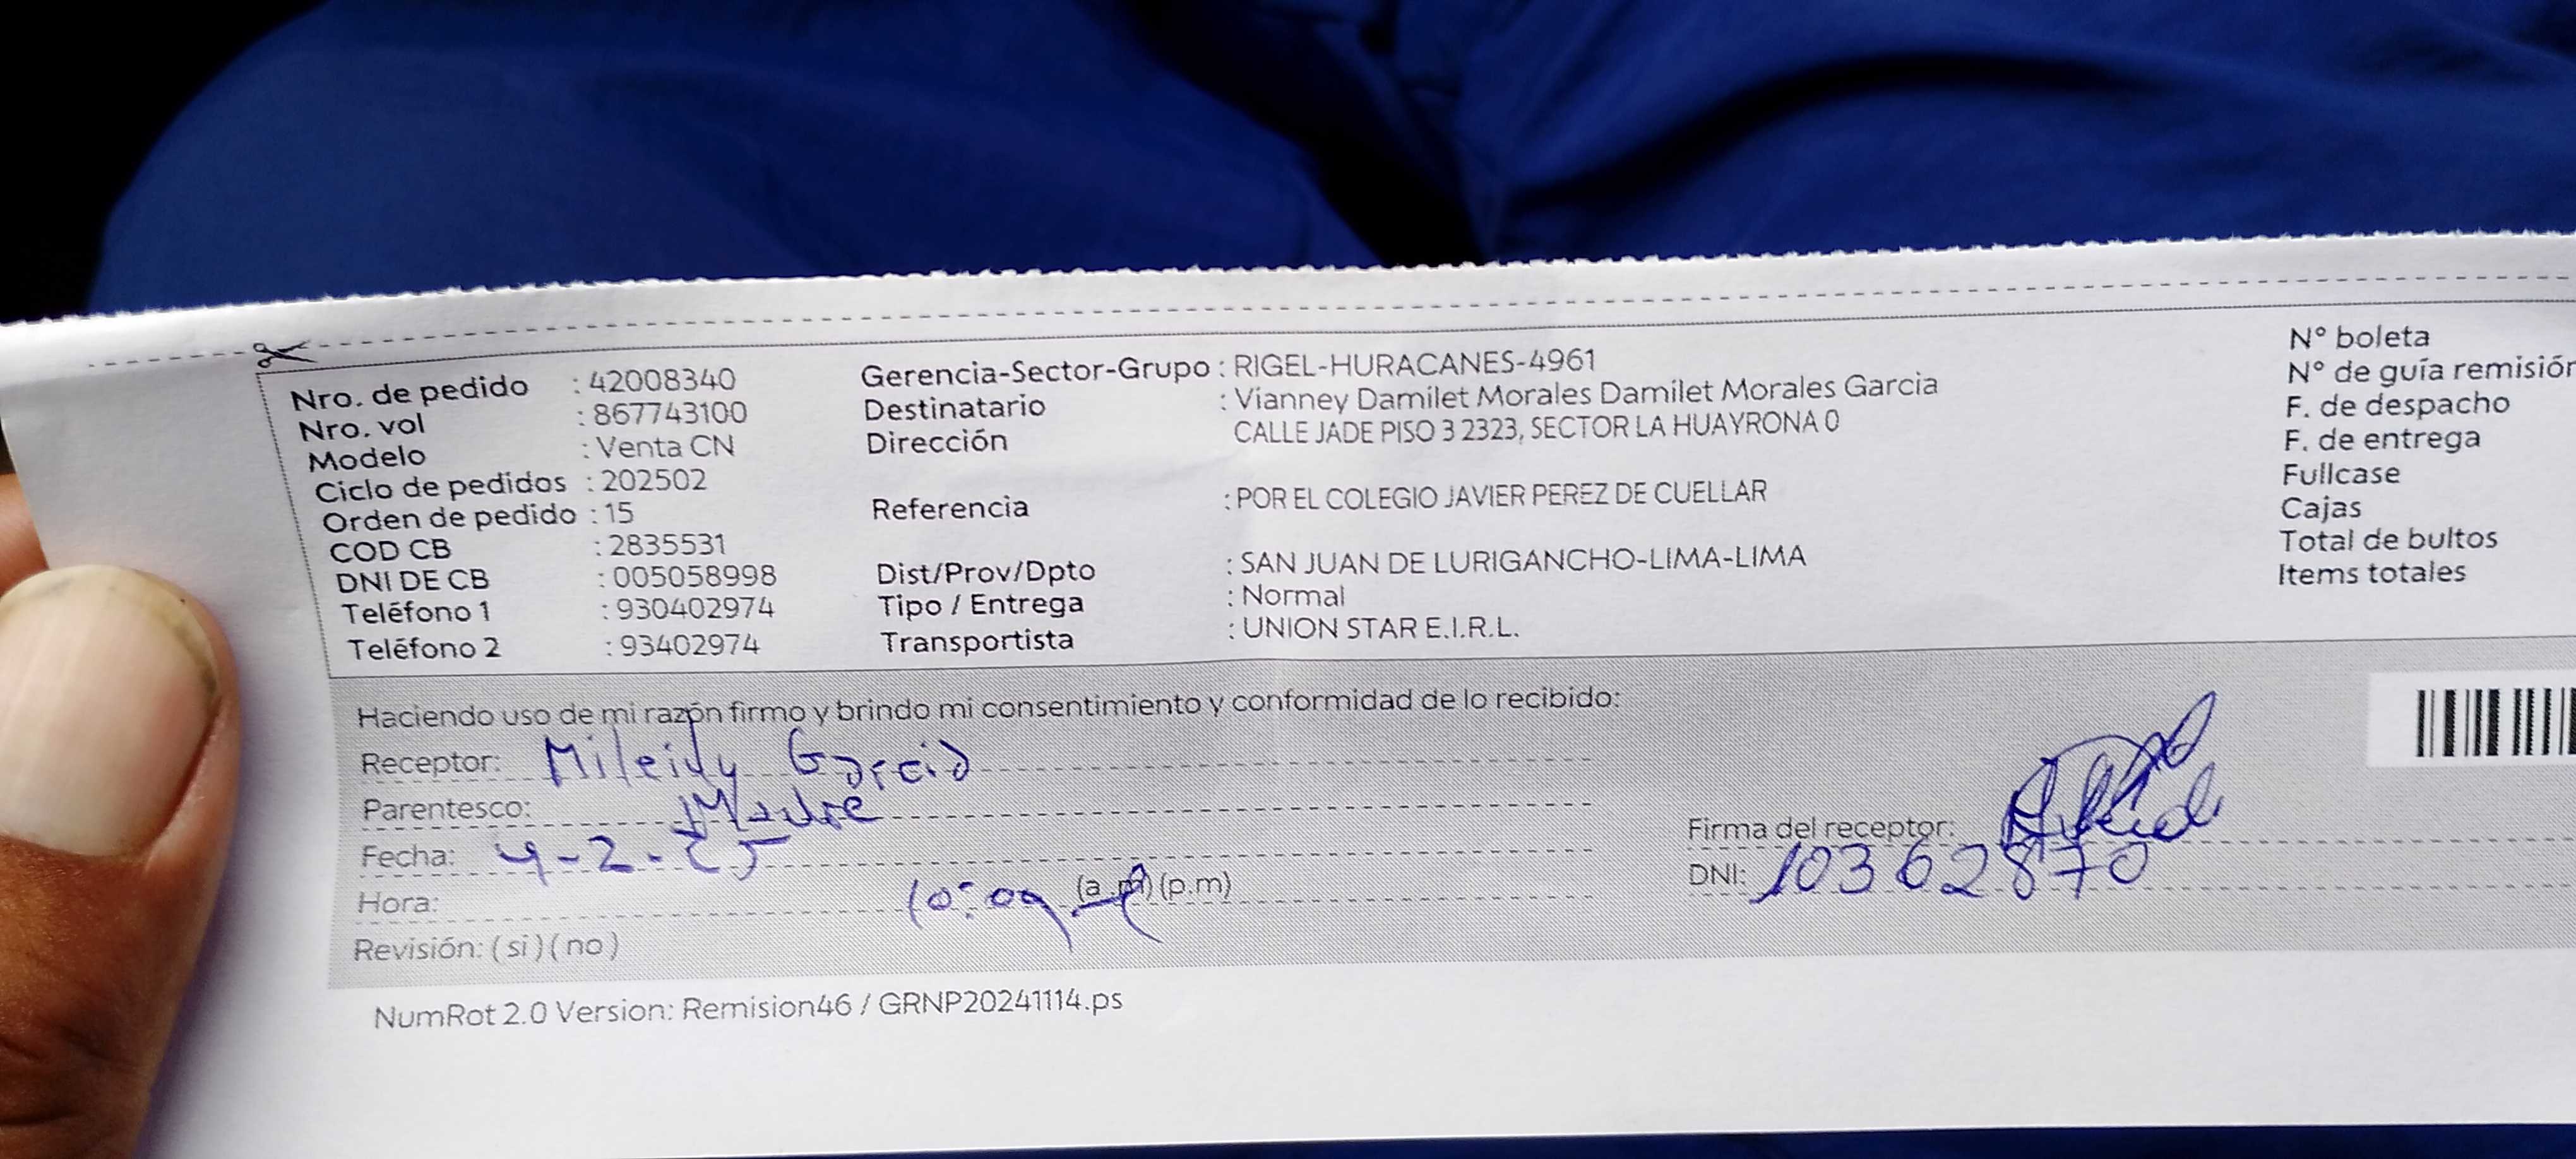 Nro. de pedido : 42008340
Nro. vol : 867743100
Modelo : Venta CN
Ciclo de pedidos : 202502
Orden de pedido : 15
COD CB : 2835531
DNI DE CB : 005058998
Teléfono 1 : 930402974
Teléfono 2 : 93402974
Gerencia-Sector-Grupo : RIGEL-HURACANES-4961
Destinatario : Vianney Damilet Morales Damilet Morales Garcia
Dirección CALLE JADE PISO 3 2323, SECTOR LA HUAYRONA 0
Referencia : POR EL COLEGIO JAVIER PEREZ DE CUELLAR
Dist/Prov/Dpto : SAN JUAN DE LURIGANCHO-LIMA-LIMA
Tipo / Entrega : Normal
Transportista : UNION STAR E.I.R.L.
N° boleta
N° de guía remisión
F. de despacho
F. de entrega
Fullcase
Cajas
Total de bultos
Items totales
Haciendo uso de mi razón firmo y brindo mi consentimiento y conformidad de lo recibido:
Receptor: Mileidy Garcia
Parentesco: Madre
Fecha: 4-2-25
Hora: 10:09 (a.m) (p.m)
Revisión: (si) (no)
Firma del receptor:
DNI: 10362870
NumRot 2.0 Version: Remision46 / GRNP20241114.ps